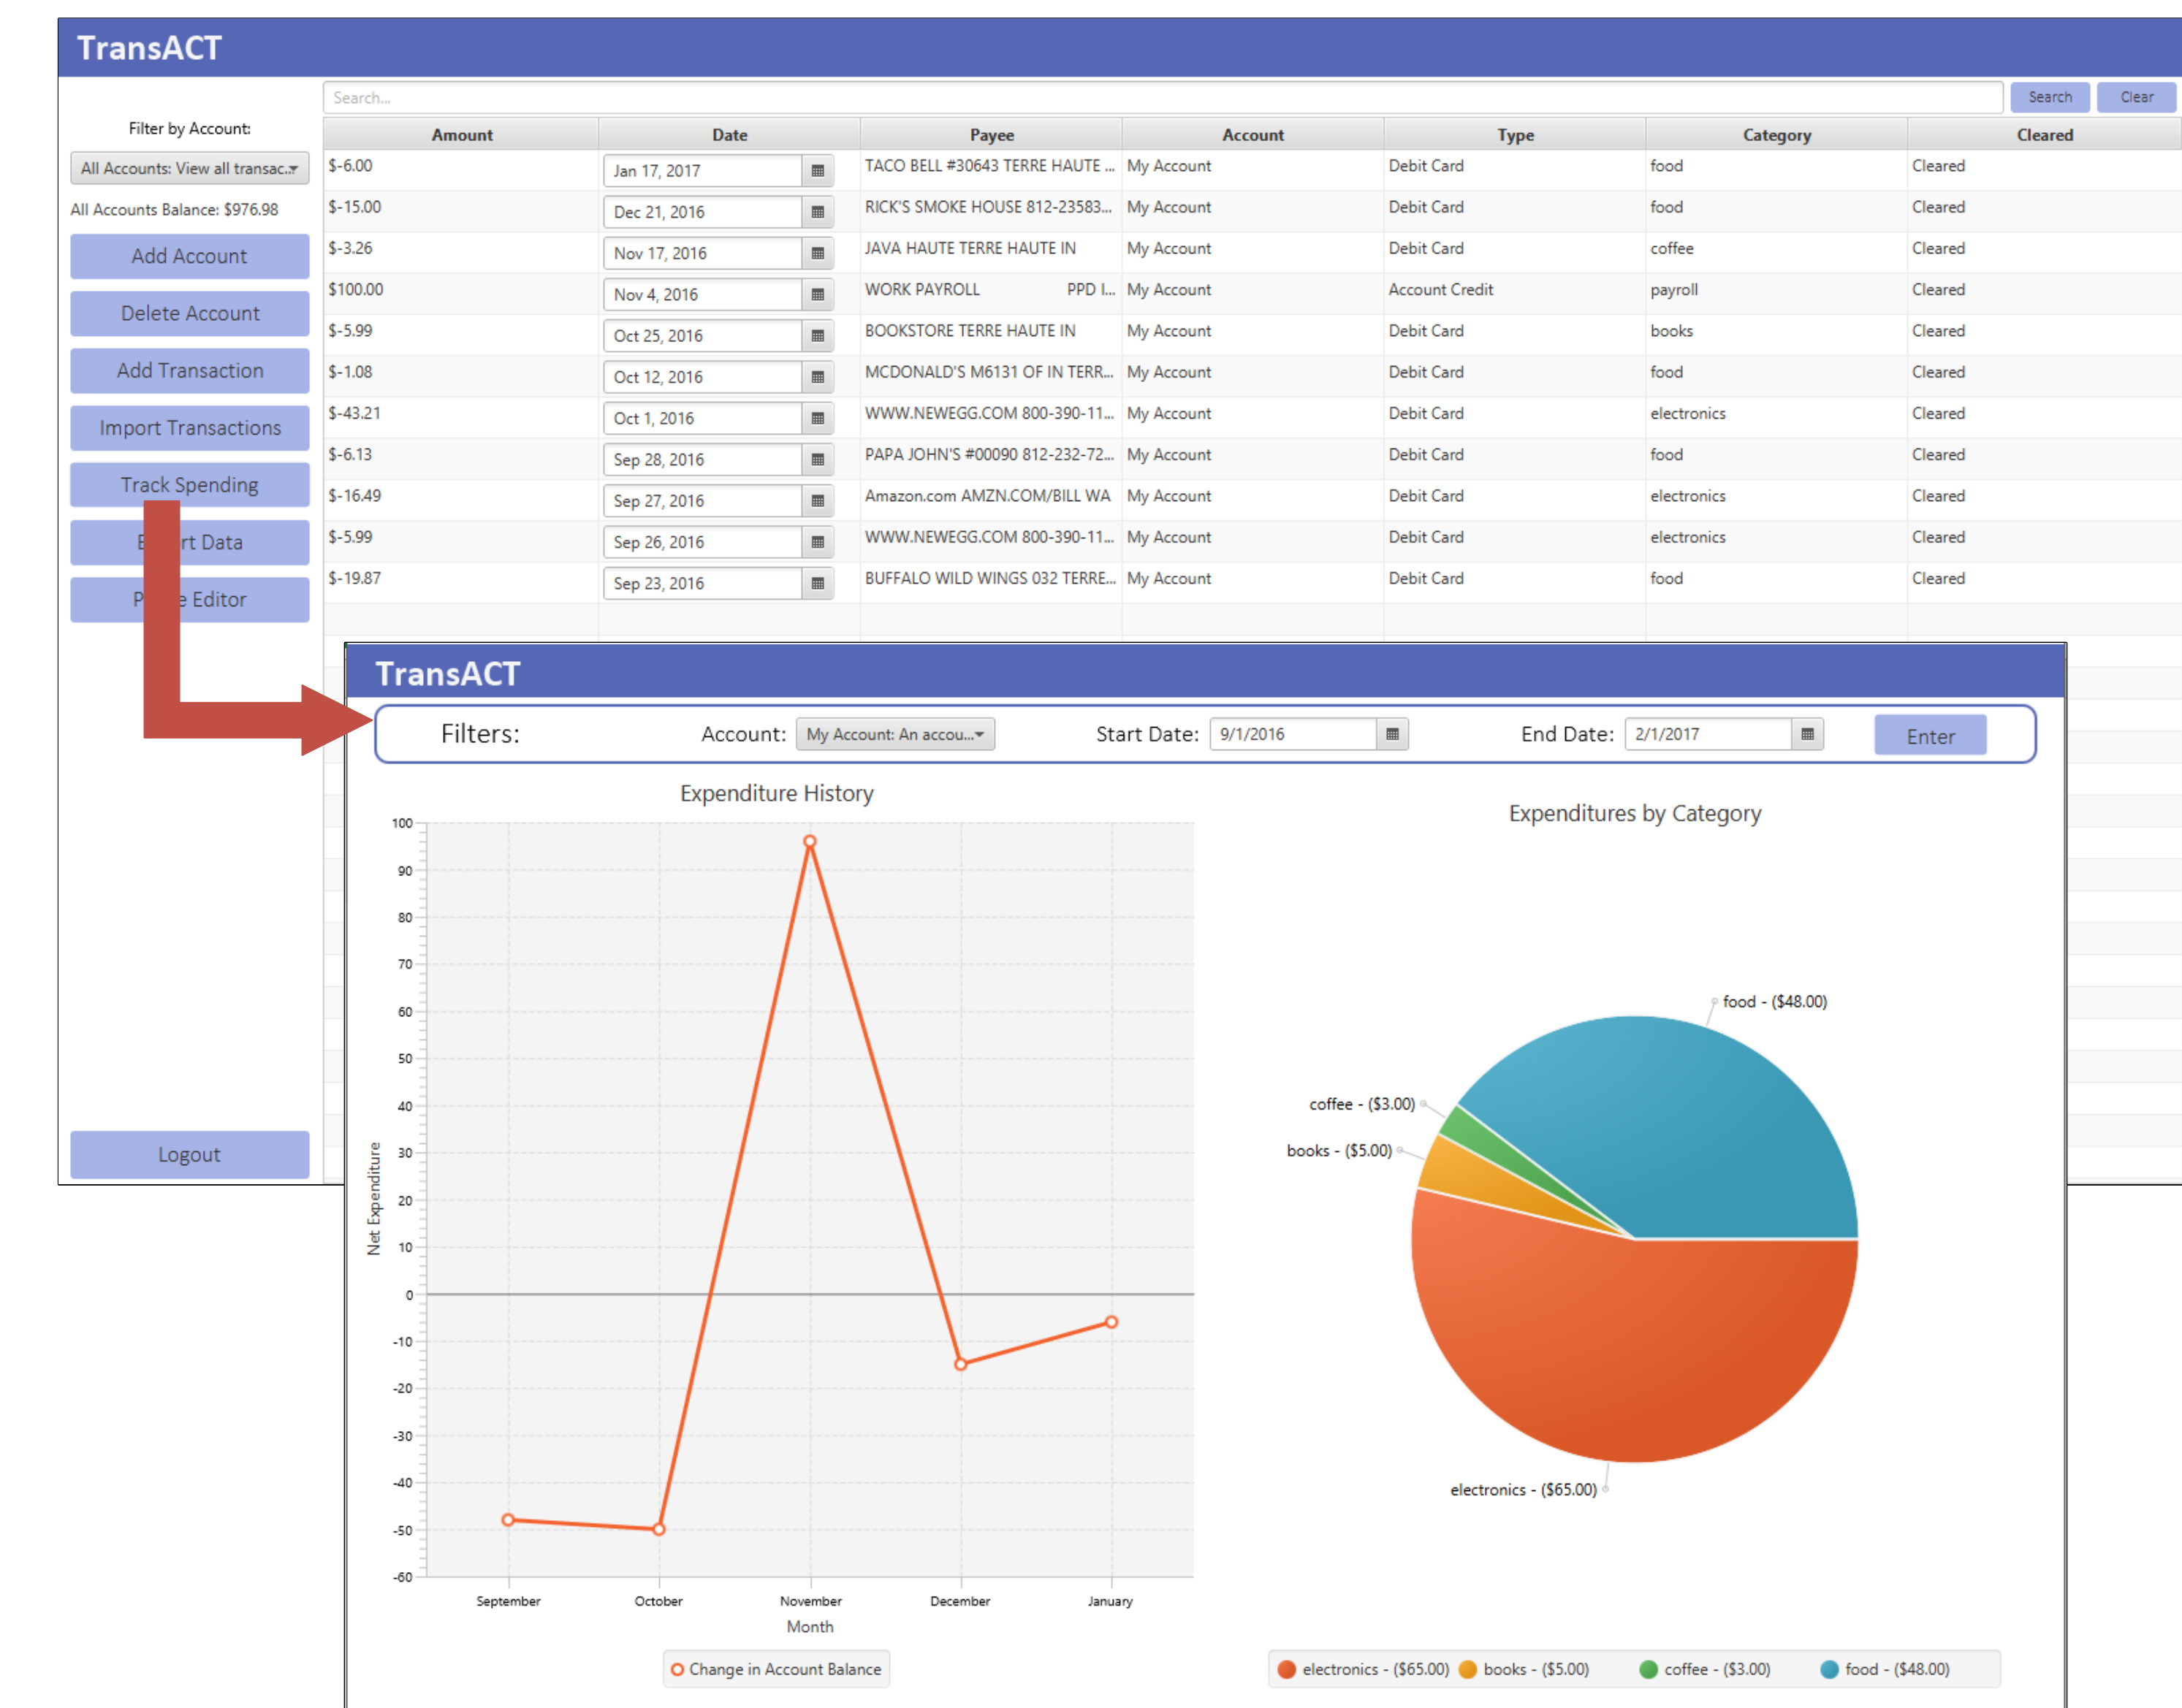 TransACT
Search...
Search Clear
Filter by Account:
All Accounts: View all transac..
All Accounts Balance: $976.98
Add Account
Delete Account
Add Transaction
Import Transactions
Track Spending
rt Data
Editor
Logout
Amount Date Payee Account Type Category Cleared
$-6.00 Jan 17, 2017 TACO BELL #30643 TERRE HAUTE ... My Account Debit Card food Cleared
$-15.00 Dec 21, 2016 RICK'S SMOKE HOUSE 812-23583... My Account Debit Card food Cleared
$-3.26 Nov 17, 2016 JAVA HAUTE TERRE HAUTE IN My Account Debit Card coffee Cleared
$100.00 Nov 4, 2016 WORK PAYROLL PPD I... My Account Account Credit payroll Cleared
$-5.99 Oct 25, 2016 BOOKSTORE TERRE HAUTE IN My Account Debit Card books Cleared
$-1.08 Oct 12, 2016 MCDONALD'S M6131 OF IN TERR... My Account Debit Card food Cleared
$-43.21 Oct 1, 2016 WWW.NEWEGG.COM 800-390-11... My Account Debit Card electronics Cleared
$-6.13 Sep 28, 2016 PAPA JOHN'S #00090 812-232-72... My Account Debit Card food Cleared
$-16.49 Sep 27, 2016 Amazon.com AMZN.COM/BILL WA My Account Debit Card electronics Cleared
$-5.99 Sep 26, 2016 WWW.NEWEGG.COM 800-390-11... My Account Debit Card electronics Cleared
$-19.87 Sep 23, 2016 BUFFALO WILD WINGS 032 TERRE... My Account Debit Card food Cleared
TransACT
Filters: Account: My Account: An accou... Start Date: 9/1/2016 End Date: 2/1/2017 Enter
Expenditure History
100
90
80
70
60
50
40
30
20
10
0
-10
-20
-30
-40
-50
-60
Net Expenditure
September October November December January
Month
Change in Account Balance
Expenditures by Category
food - ($48.00)
coffee - ($3.00)
books - ($5.00)
electronics - ($65.00)
electronics - ($65.00) books - ($5.00) coffee - ($3.00) food - ($48.00)